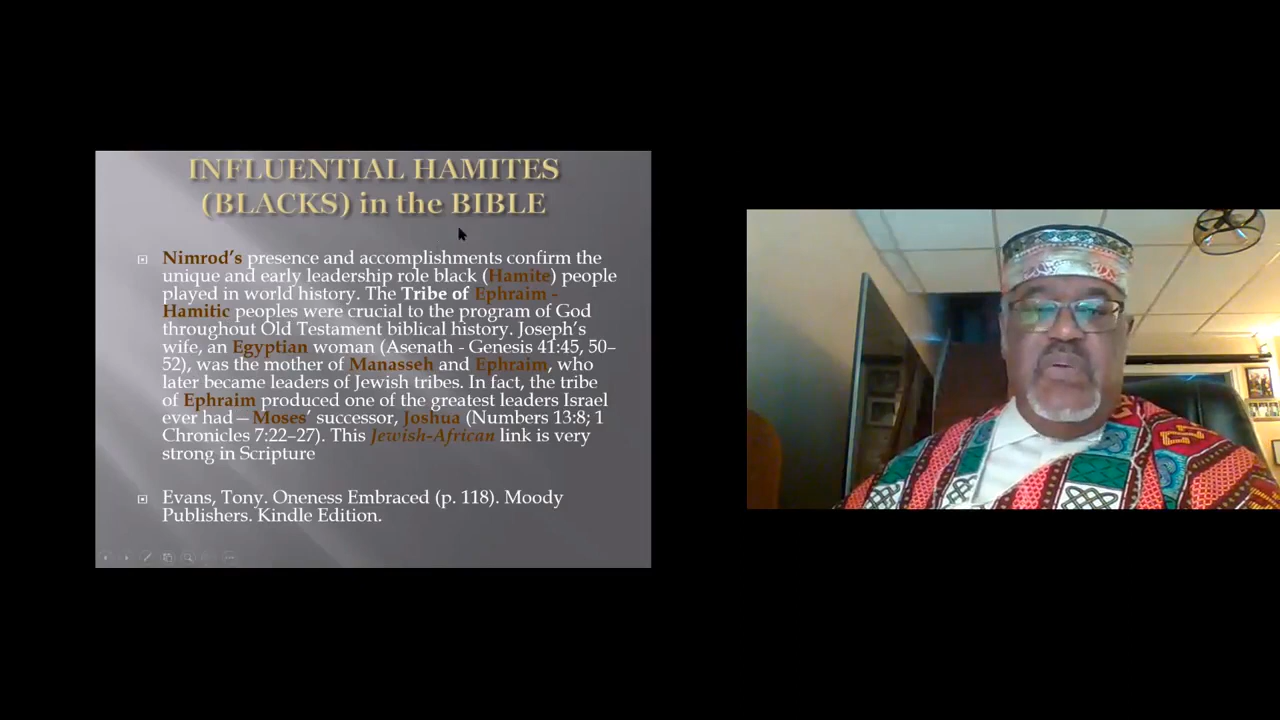 INFLUENTIAL HAMITES
(BLACKS) in the BIBLE
Nimrod's presence and accomplishments confirm the
unique and early leadership role black (Hamite) people
played in world history. The Tribe of Ephraim -
Hamitic peoples were crucial to the program of God
throughout Old Testament biblical history. Joseph's
wife, an Egyptian woman (Asenath - Genesis 41:45, 50–
52), was the mother of Manasseh and Ephraim, who
later became leaders of Jewish tribes. In fact, the tribe
of Ephraim produced one of the greatest leaders Israel
ever had—Moses' successor, Joshua (Numbers 13:8; 1
Chronicles 7:22–27). This Jewish-African link is very
strong in Scripture
Evans, Tony. Oneness Embraced (p. 118). Moody
Publishers. Kindle Edition.